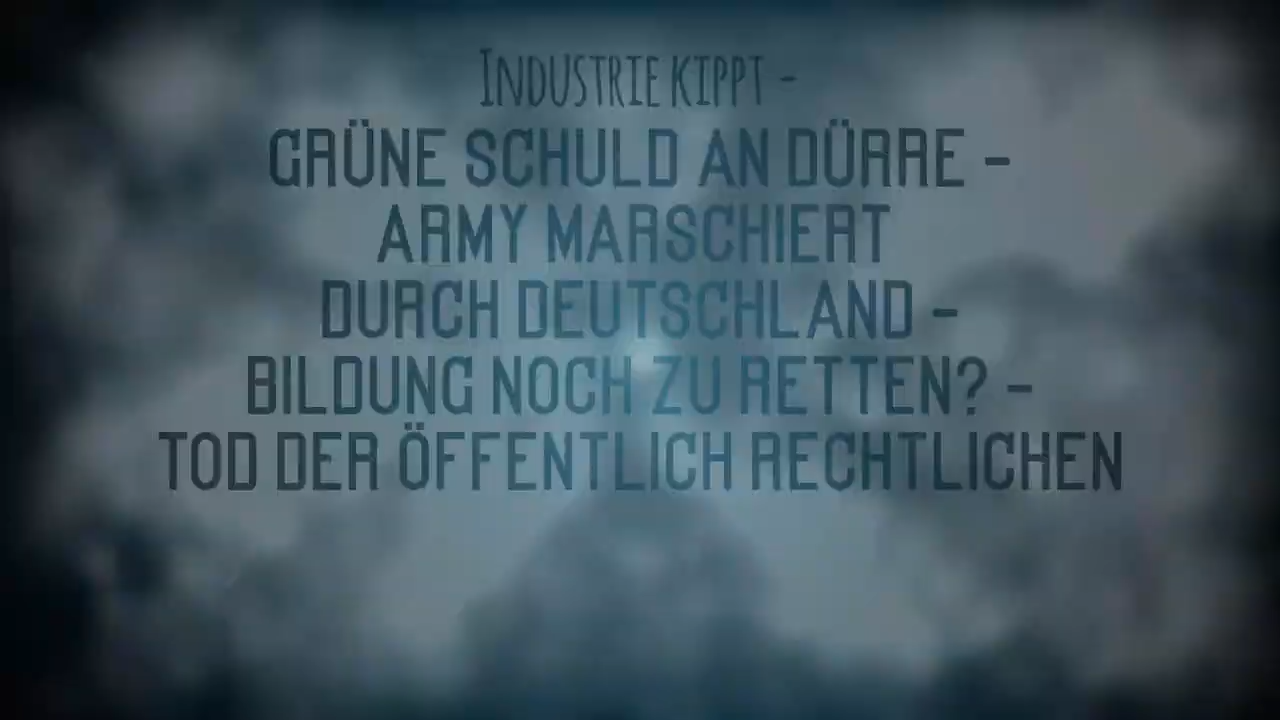 Industrie kippt –
GRÜNE SCHULD AN DÜRRE –
ARMY MARSCHIERT
DURCH DEUTSCHLAND –
BILDUNG NOCH ZU RETTEN? –
TOD DER ÖFFENTLICH RECHTLICHEN